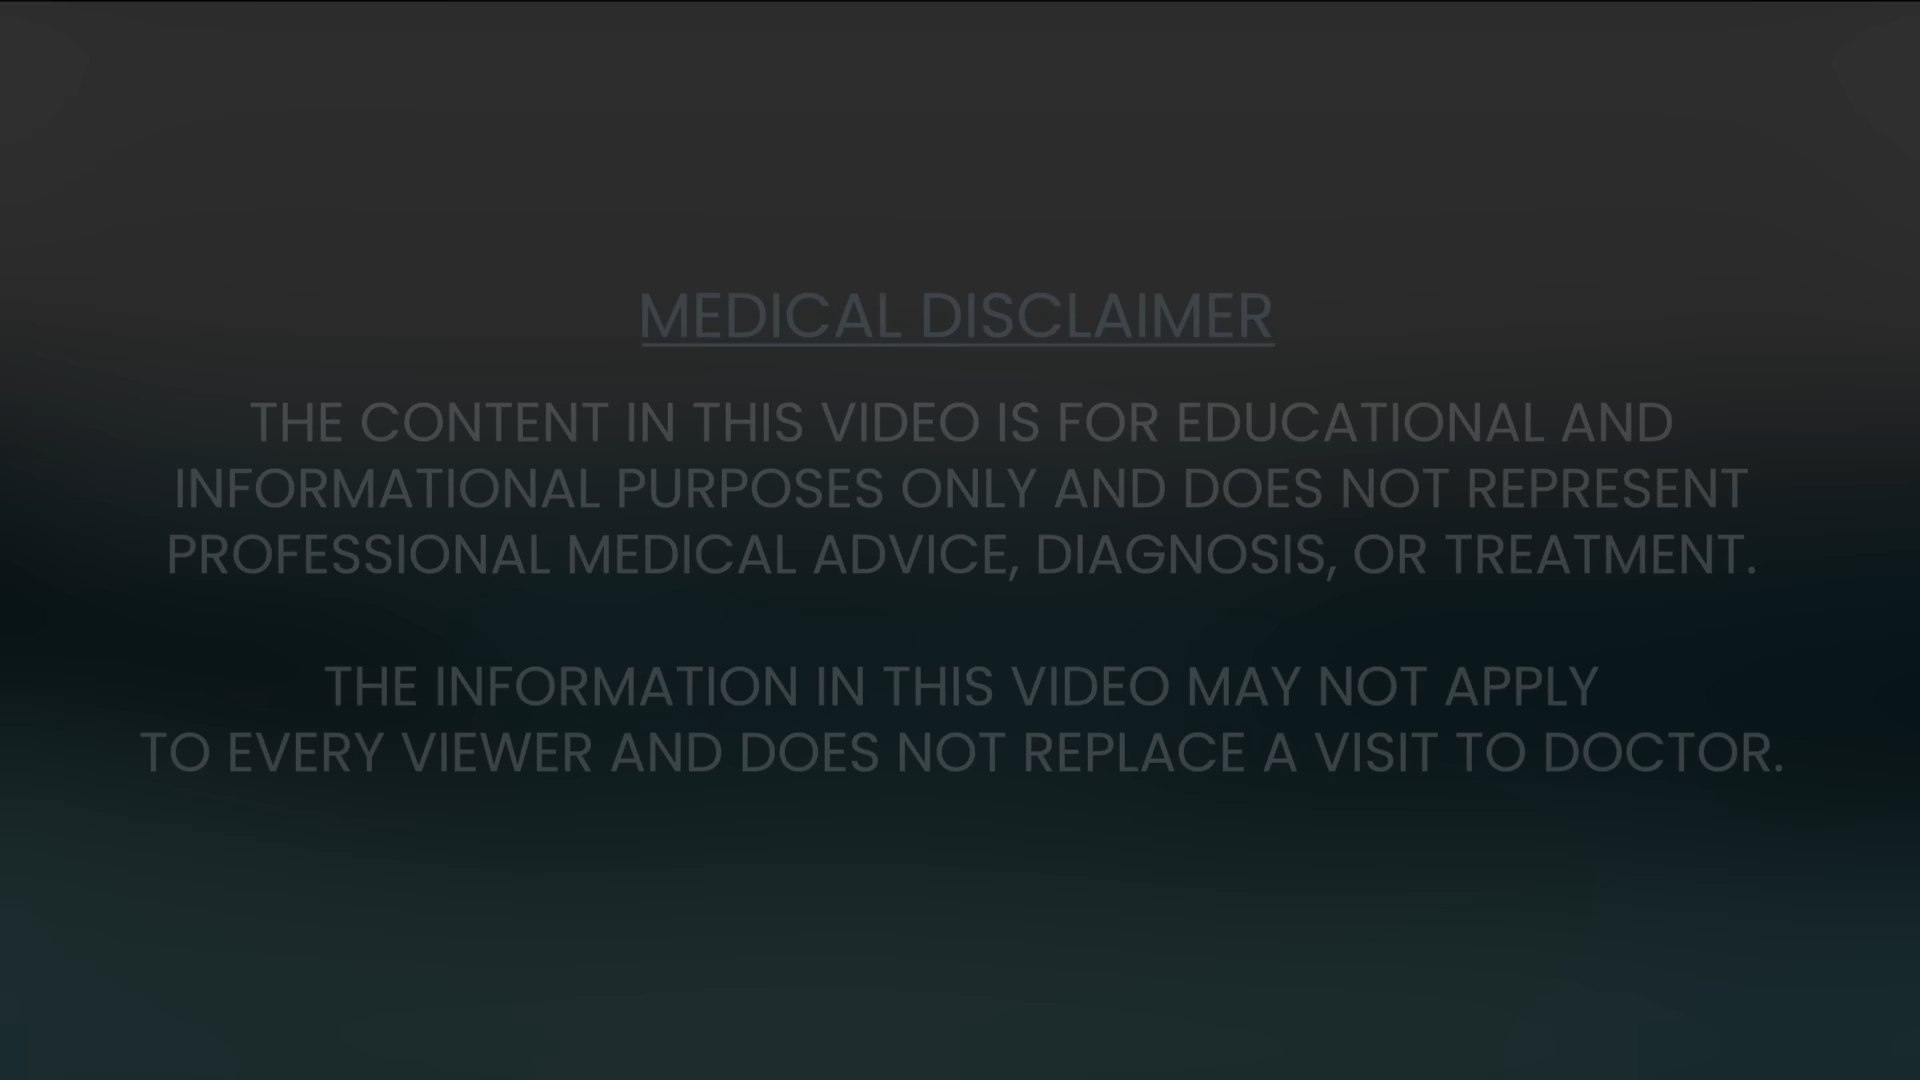 MEDICAL DISCLAIMER
THE CONTENT IN THIS VIDEO IS FOR EDUCATIONAL AND
INFORMATIONAL PURPOSES ONLY AND DOES NOT REPRESENT
PROFESSIONAL MEDICAL ADVICE, DIAGNOSIS, OR TREATMENT.
THE INFORMATION IN THIS VIDEO MAY NOT APPLY
TO EVERY VIEWER AND DOES NOT REPLACE A VISIT TO DOCTOR.